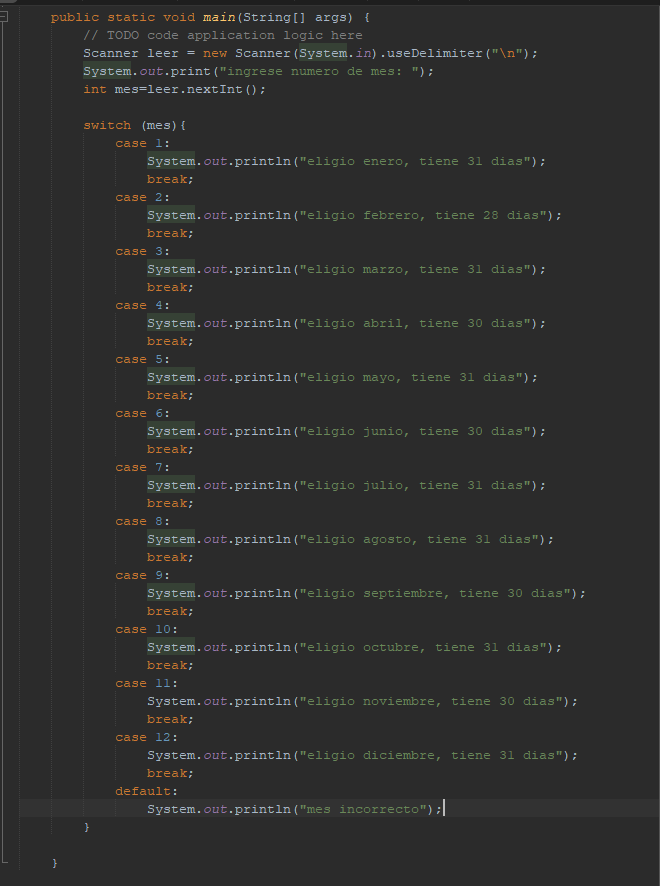 public static void main(String[] args) {
// TODO code application logic here
Scanner leer = new Scanner(System.in).useDelimiter("\n");
System.out.print("ingrese numero de mes: ");
int mes=leer.nextInt();
switch (mes){
case 1:
System.out.println("eligio enero, tiene 31 dias");
break;
case 2:
System.out.println("eligio febrero, tiene 28 dias");
break;
case 3:
System.out.println("eligio marzo, tiene 31 dias");
break;
case 4:
System.out.println("eligio abril, tiene 30 dias");
break;
case 5:
System.out.println("eligio mayo, tiene 31 dias");
break;
case 6:
System.out.println("eligio junio, tiene 30 dias");
break;
case 7:
System.out.println("eligio julio, tiene 31 dias");
break;
case 8:
System.out.println("eligio agosto, tiene 31 dias");
break;
case 9:
System.out.println("eligio septiembre, tiene 30 dias");
break;
case 10:
System.out.println("eligio octubre, tiene 31 dias");
break;
case 11:
System.out.println("eligio noviembre, tiene 30 dias");
break;
case 12:
System.out.println("eligio diciembre, tiene 31 dias");
break;
default:
System.out.println("mes incorrecto");
}
}